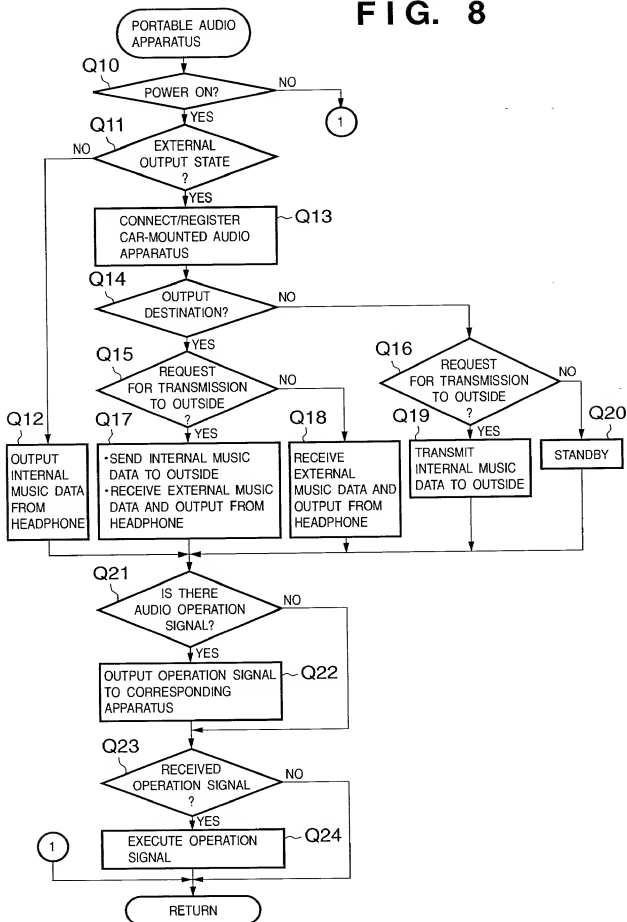 FIG. 8
PORTABLE AUDIO
APPARATUS
Q10
POWER ON?
NO
1
YES
Q11
EXTERNAL
OUTPUT STATE
?
NO
YES
CONNECT/REGISTER
CAR-MOUNTED AUDIO
APPARATUS
Q13
Q14
OUTPUT
DESTINATION?
NO
YES
Q15
REQUEST
FOR TRANSMISSION
TO OUTSIDE
?
NO
YES
Q16
REQUEST
FOR TRANSMISSION
TO OUTSIDE
?
NO
YES
Q12
OUTPUT
INTERNAL
MUSIC DATA
FROM
HEADPHONE
Q17
•SEND INTERNAL MUSIC
DATA TO OUTSIDE
•RECEIVE EXTERNAL MUSIC
DATA AND OUTPUT FROM
HEADPHONE
Q18
RECEIVE
EXTERNAL
MUSIC DATA AND
OUTPUT FROM
HEADPHONE
Q19
TRANSMIT
INTERNAL MUSIC
DATA TO OUTSIDE
Q20
STANDBY
Q21
IS THERE
AUDIO OPERATION
SIGNAL?
NO
YES
OUTPUT OPERATION SIGNAL
TO CORRESPONDING
APPARATUS
Q22
Q23
RECEIVED
OPERATION SIGNAL
?
NO
YES
EXECUTE OPERATION
SIGNAL
Q24
1
RETURN